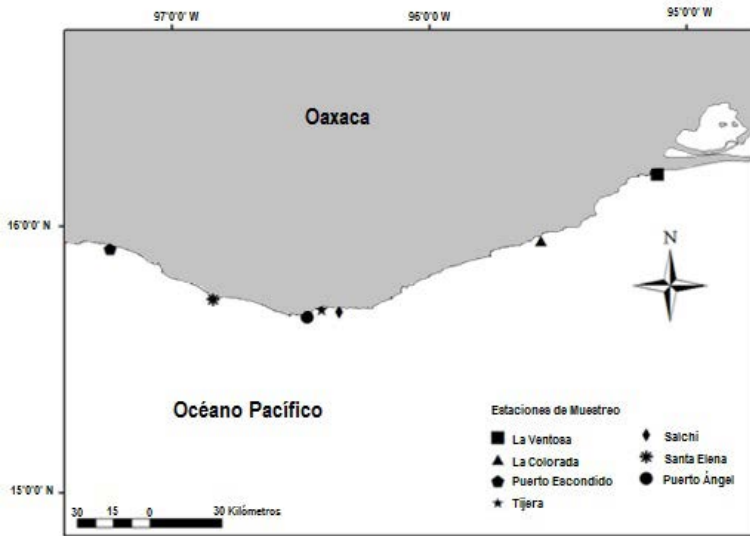 97°0'0" W
96°0'0" W
95°0'0" W
Oaxaca
16°0'0" N
N
Océano Pacífico
Estaciones de Muestreo
La Ventosa
La Colorada
Puerto Escondido
Tijera
Salchi
Santa Elena
Puerto Ángel
15°0'0" N
30 15 0 30 Kilómetros